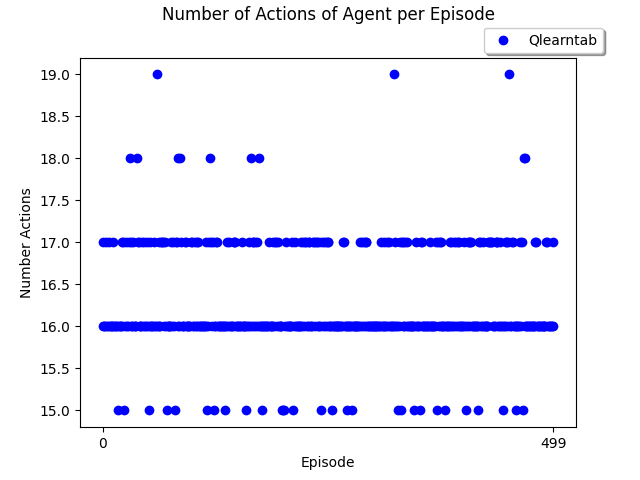 Number of Actions of Agent per Episode
Qlearntab
19.0
18.5
18.0
17.5
17.0
16.5
16.0
15.5
15.0
Number Actions
0 499
Episode